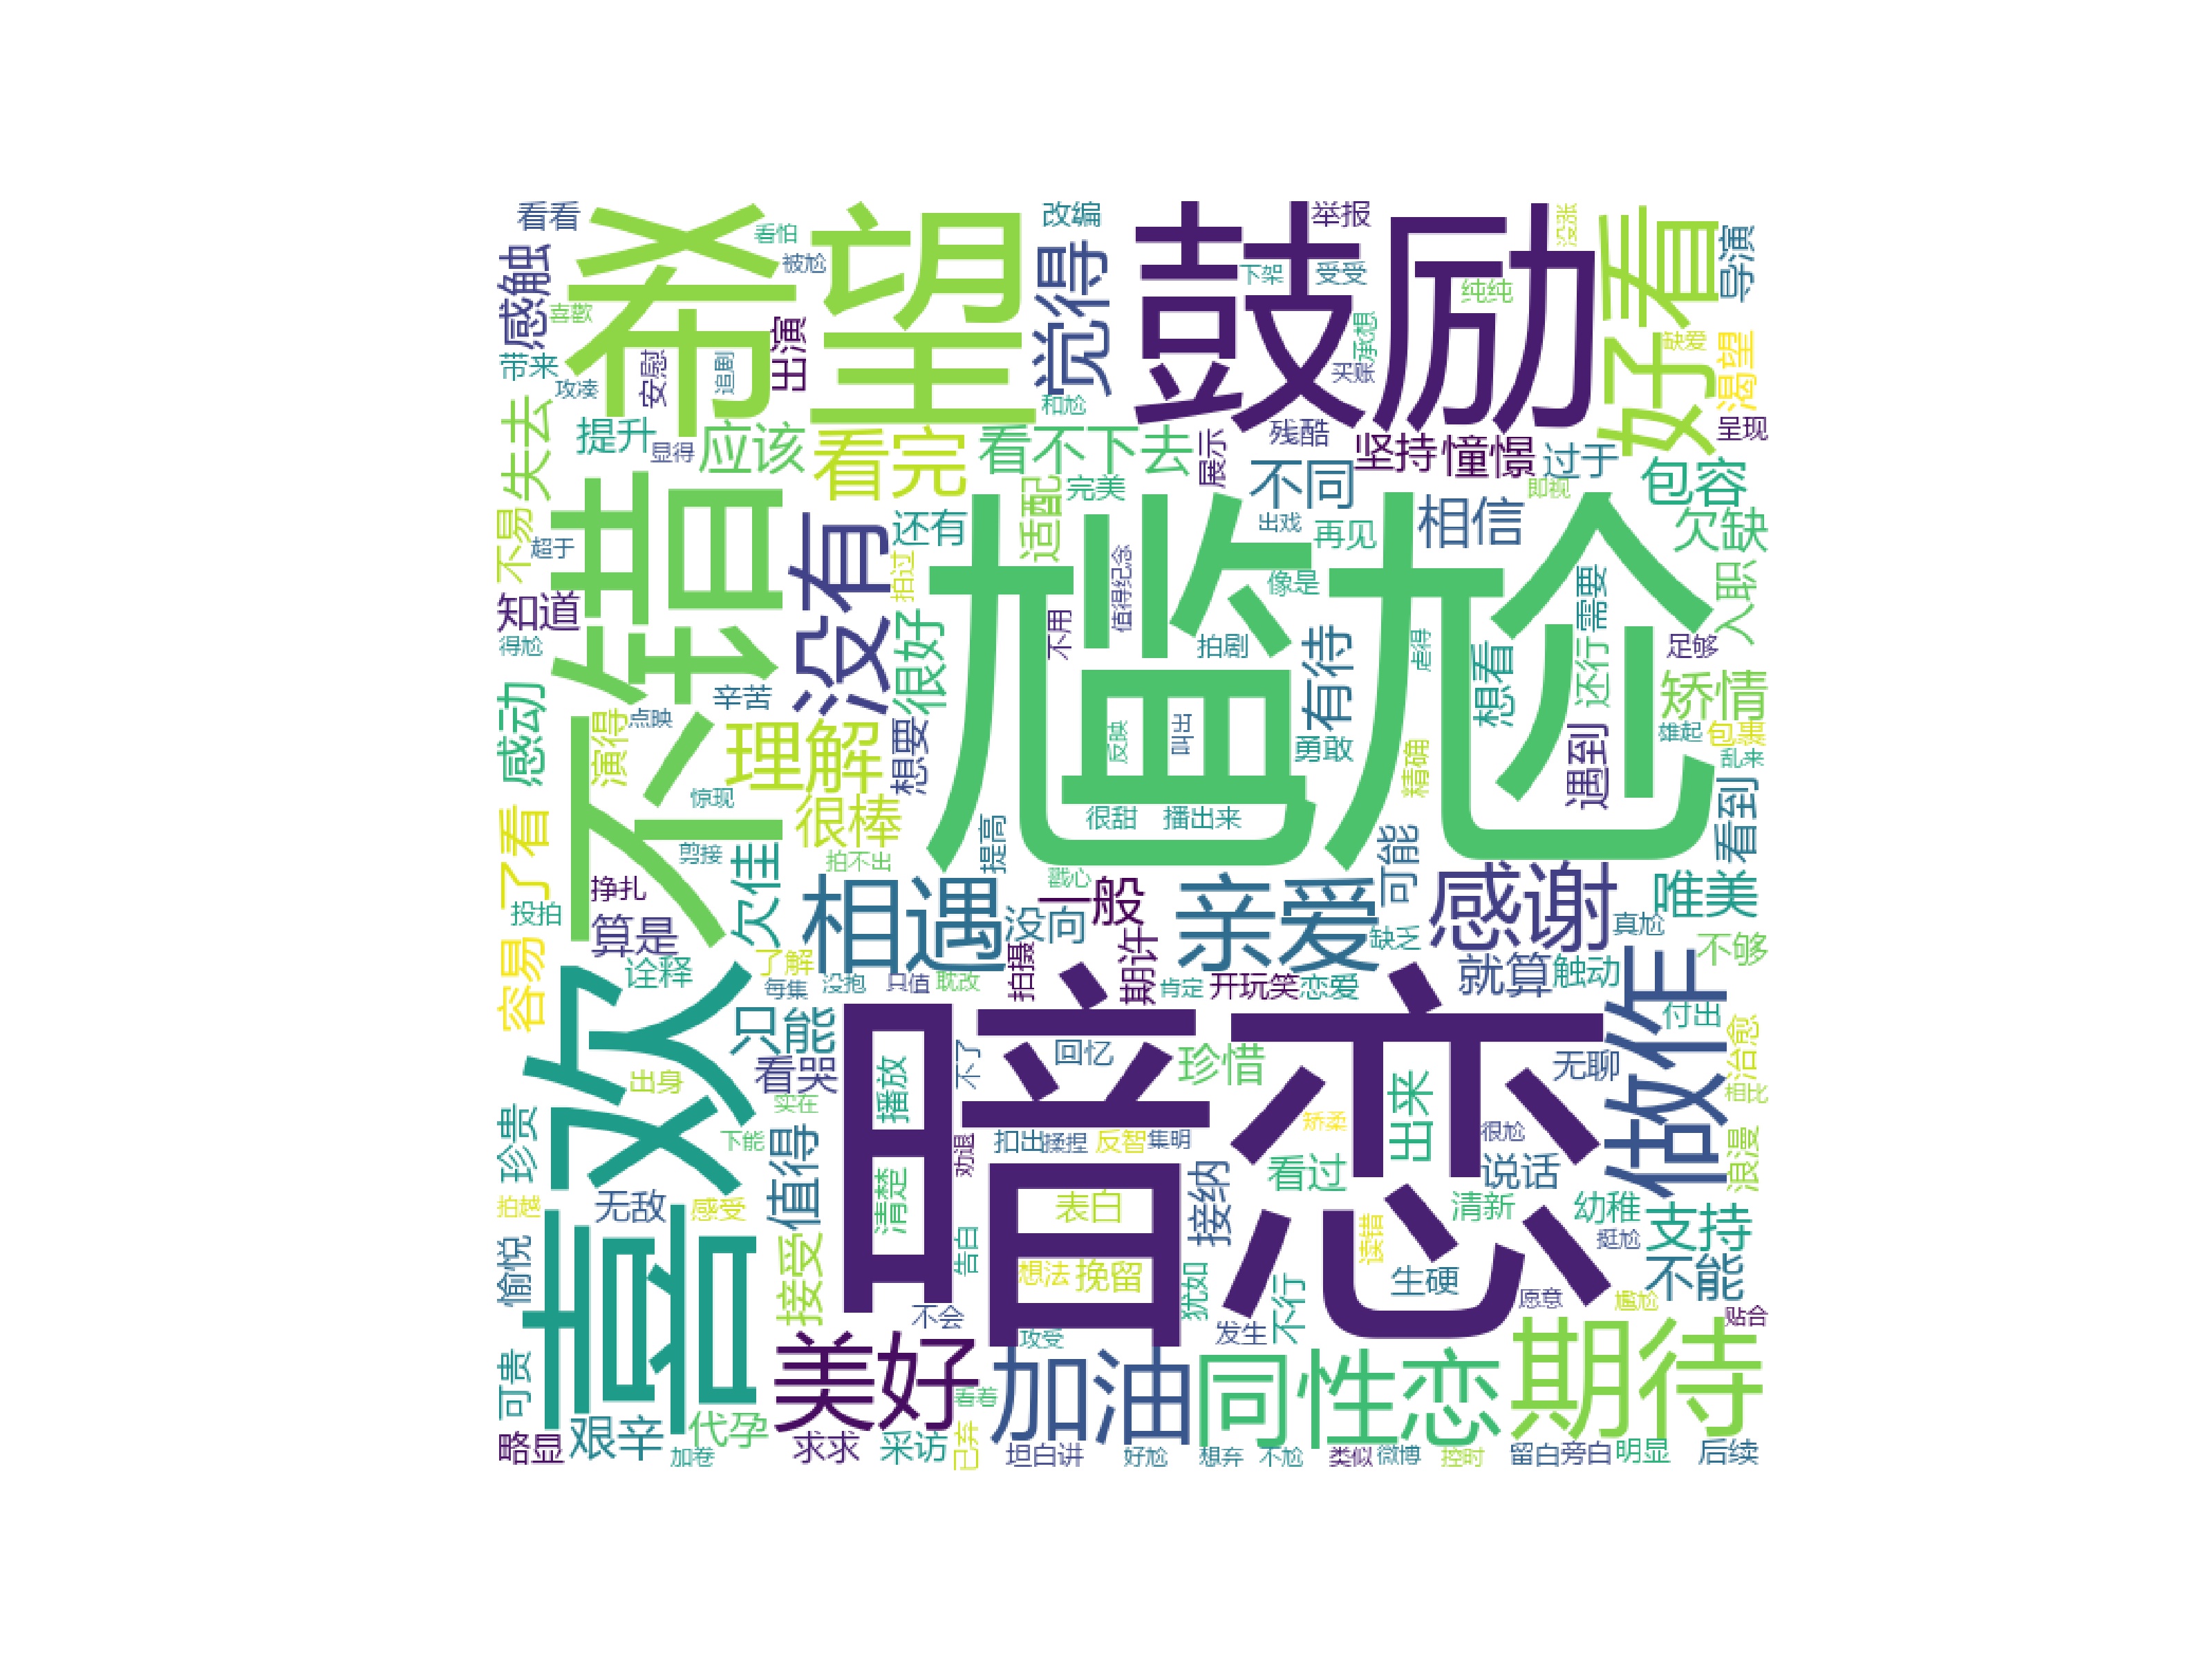 看看
希望
看怕
被尴
改编
觉得
鼓励
举报
下架
受受
没张
纯纯
好看
导演
感触
喜歡
带来
攻凑
安慰
追剧
出演
和尴
承想
买账
缺爱
渴望
呈现
失去
提升
显得
应该
看完
看不下去
展示
残酷
坚持
憧憬
过于
包容
不易
超于
不错
没有
还有
适配
完美
不同
出戏
再见
相信
即视
欠缺
知道
得尴
拍过
很好
尴尬
值得纪念
不用
像是
拍剧
有待
虐得
想看
需要
还行
入职
足够
矫情
感动
演得
点映
辛苦
理解
想要
反映
叫出
勇敢
精确
遇到
雄起
包裹
乱来
了看
惊现
很棒
提高
很甜
播出来
可能
看到
剪接
拍不出
投拍
挣扎
欠佳
相遇
戳心
一般
亲爱
感谢
唯美
容易
算是
没向
缺乏
真尴
不够
诠释
了解
每集
没抱
只值
耽改
拍摄
期许
肯定
开玩笑
恋爱
就算
触动
做作
喜欢
只能
看哭
播放
不了
暗恋
回忆
珍惜
无聊
付出
治愈
出身
实在
出来
相比
珍贵
下能
值得
劝退
扣出
揉捏
反智
集明
矫柔
很尬
浪漫
拍越
无敌
感受
清楚
表白
接纳
看过
说话
愉悦
告白
清新
幼稚
支持
接受
想法
挽留
犹如
读错
生硬
挺尬
不能
不会
不行
愿意
尴尬
贴合
可贵
攻受
发生
美好
加油
同性恋
期待
看着
略显
艰辛
代孕
加卷
求求
采访
已弃
坦白讲
好尬
想弃
不尬
类似
微博
控时
留白
旁白
明显
后续